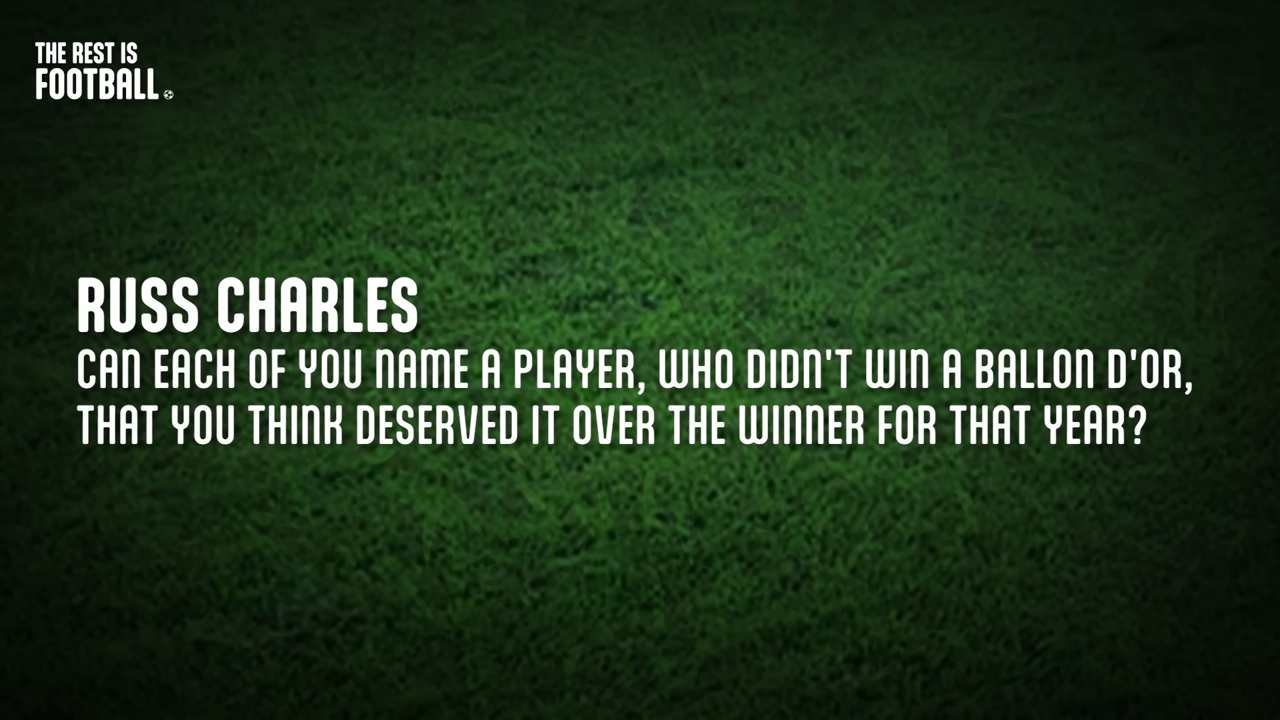 THE REST IS
FOOTBALL
RUSS CHARLES
CAN EACH OF YOU NAME A PLAYER, WHO DIDN'T WIN A BALLON D'OR,
THAT YOU THINK DESERVED IT OVER THE WINNER FOR THAT YEAR?